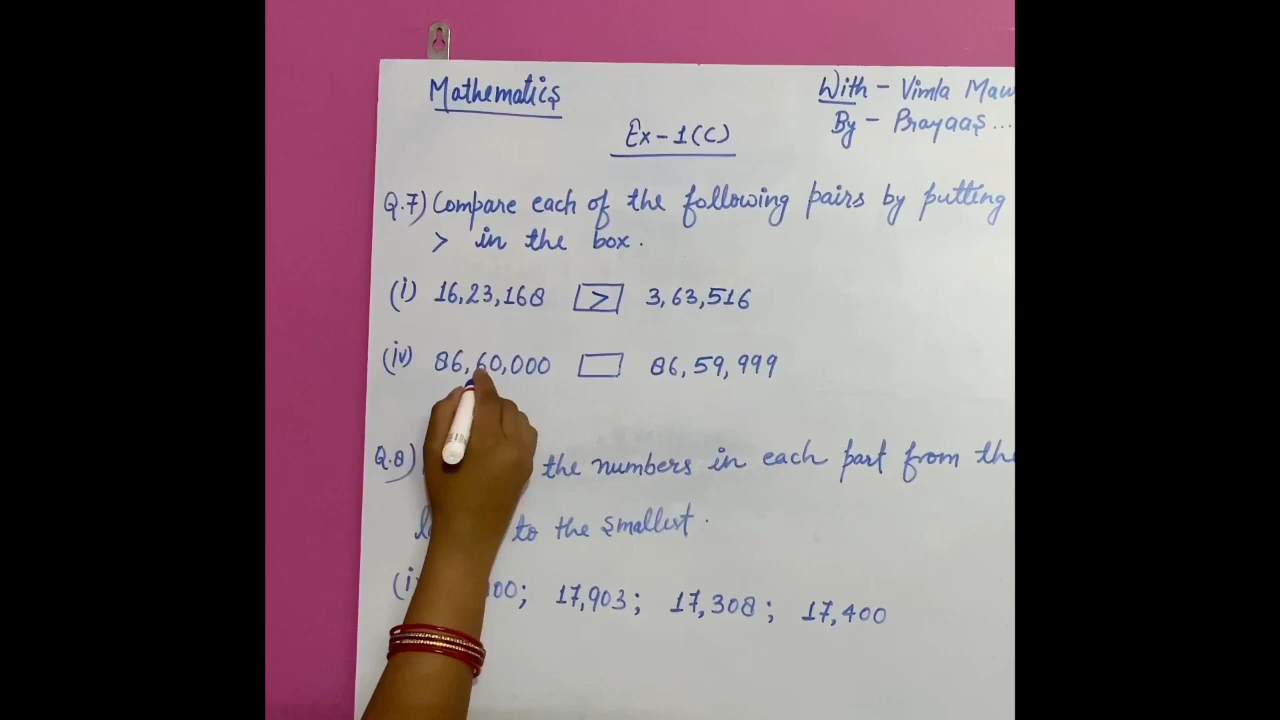 Mathematics
With - Vimla
By - Prayaas...
Ex-1(C)
Q.7) Compare each of the following pairs by putting
> in the box.
(i) 16,23,168 > 3,63,516
(iv) 86,60,000 86,59,999
Q.8) the numbers in each part from
to the smallest.
17,903; 17,308; 17,400